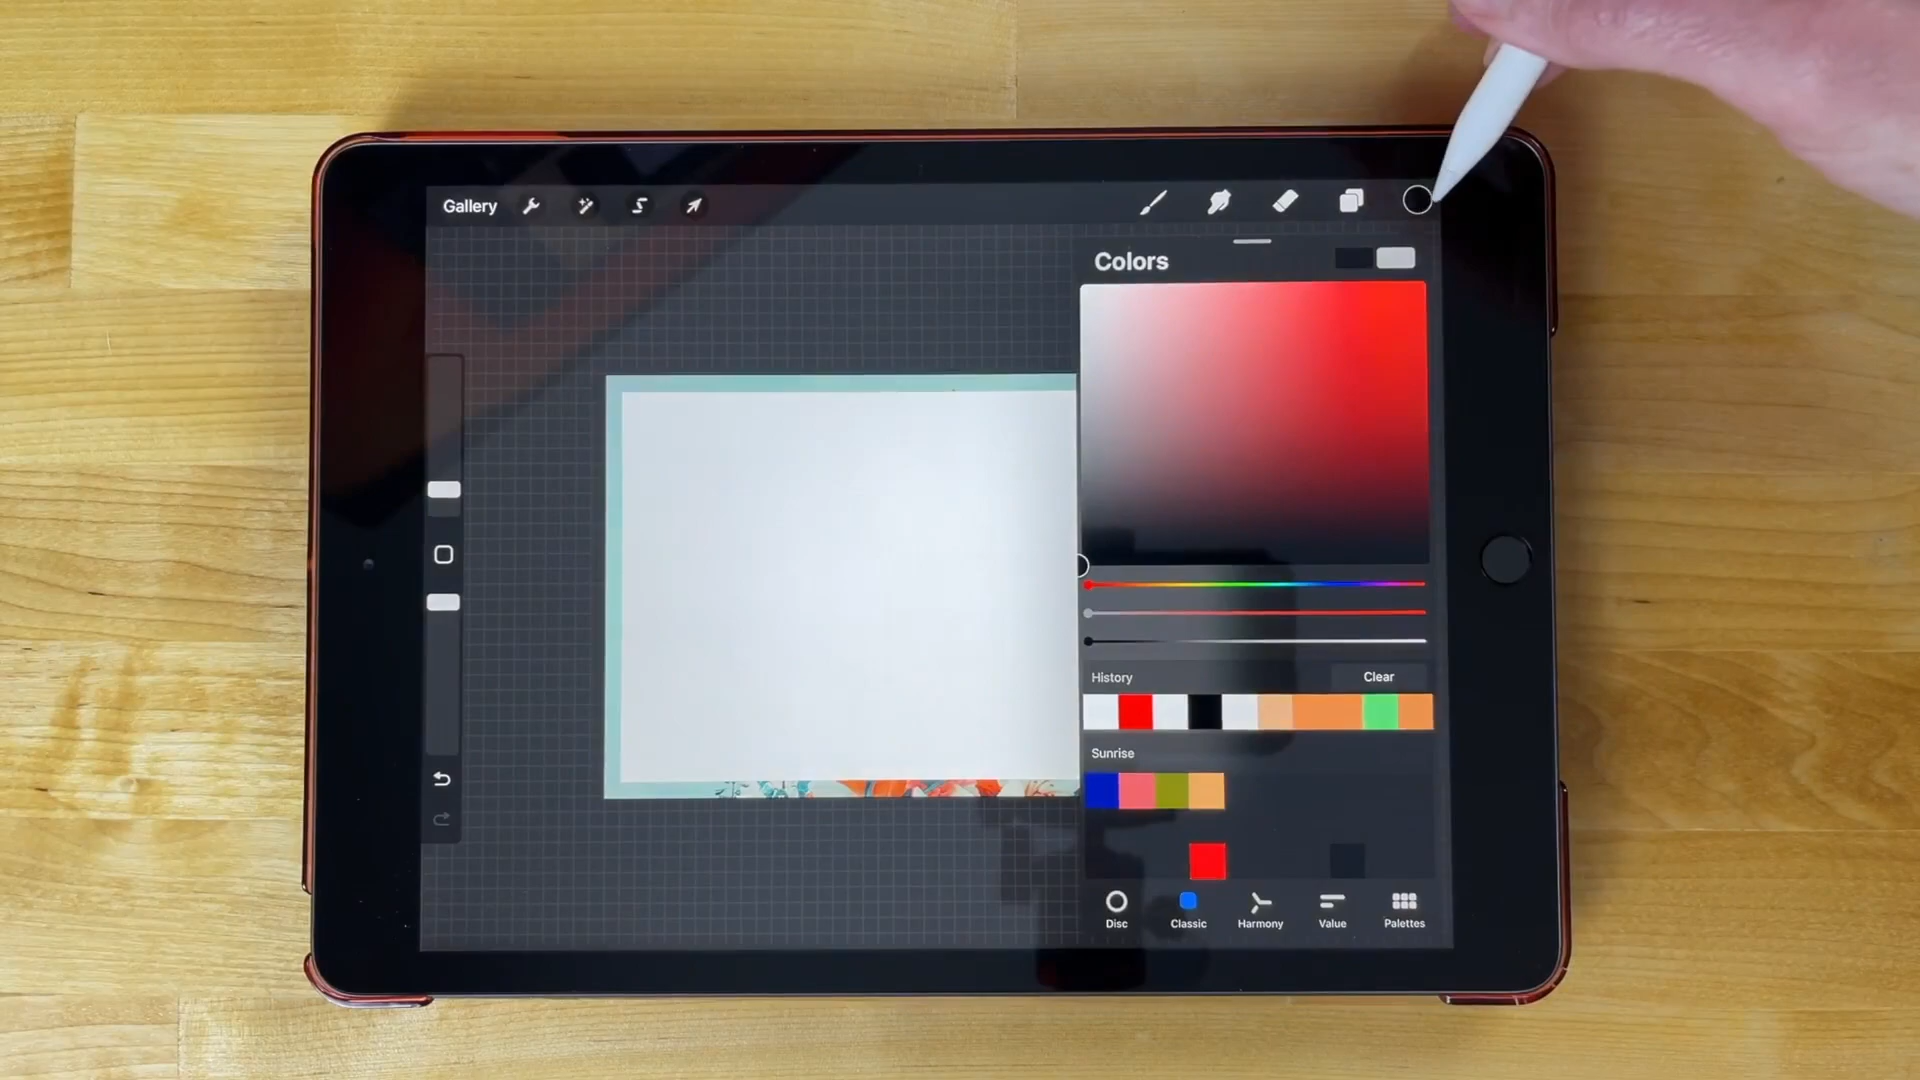 Gallery
Colors
History Clear
Sunrise
Disc Classic Harmony Value Palettes